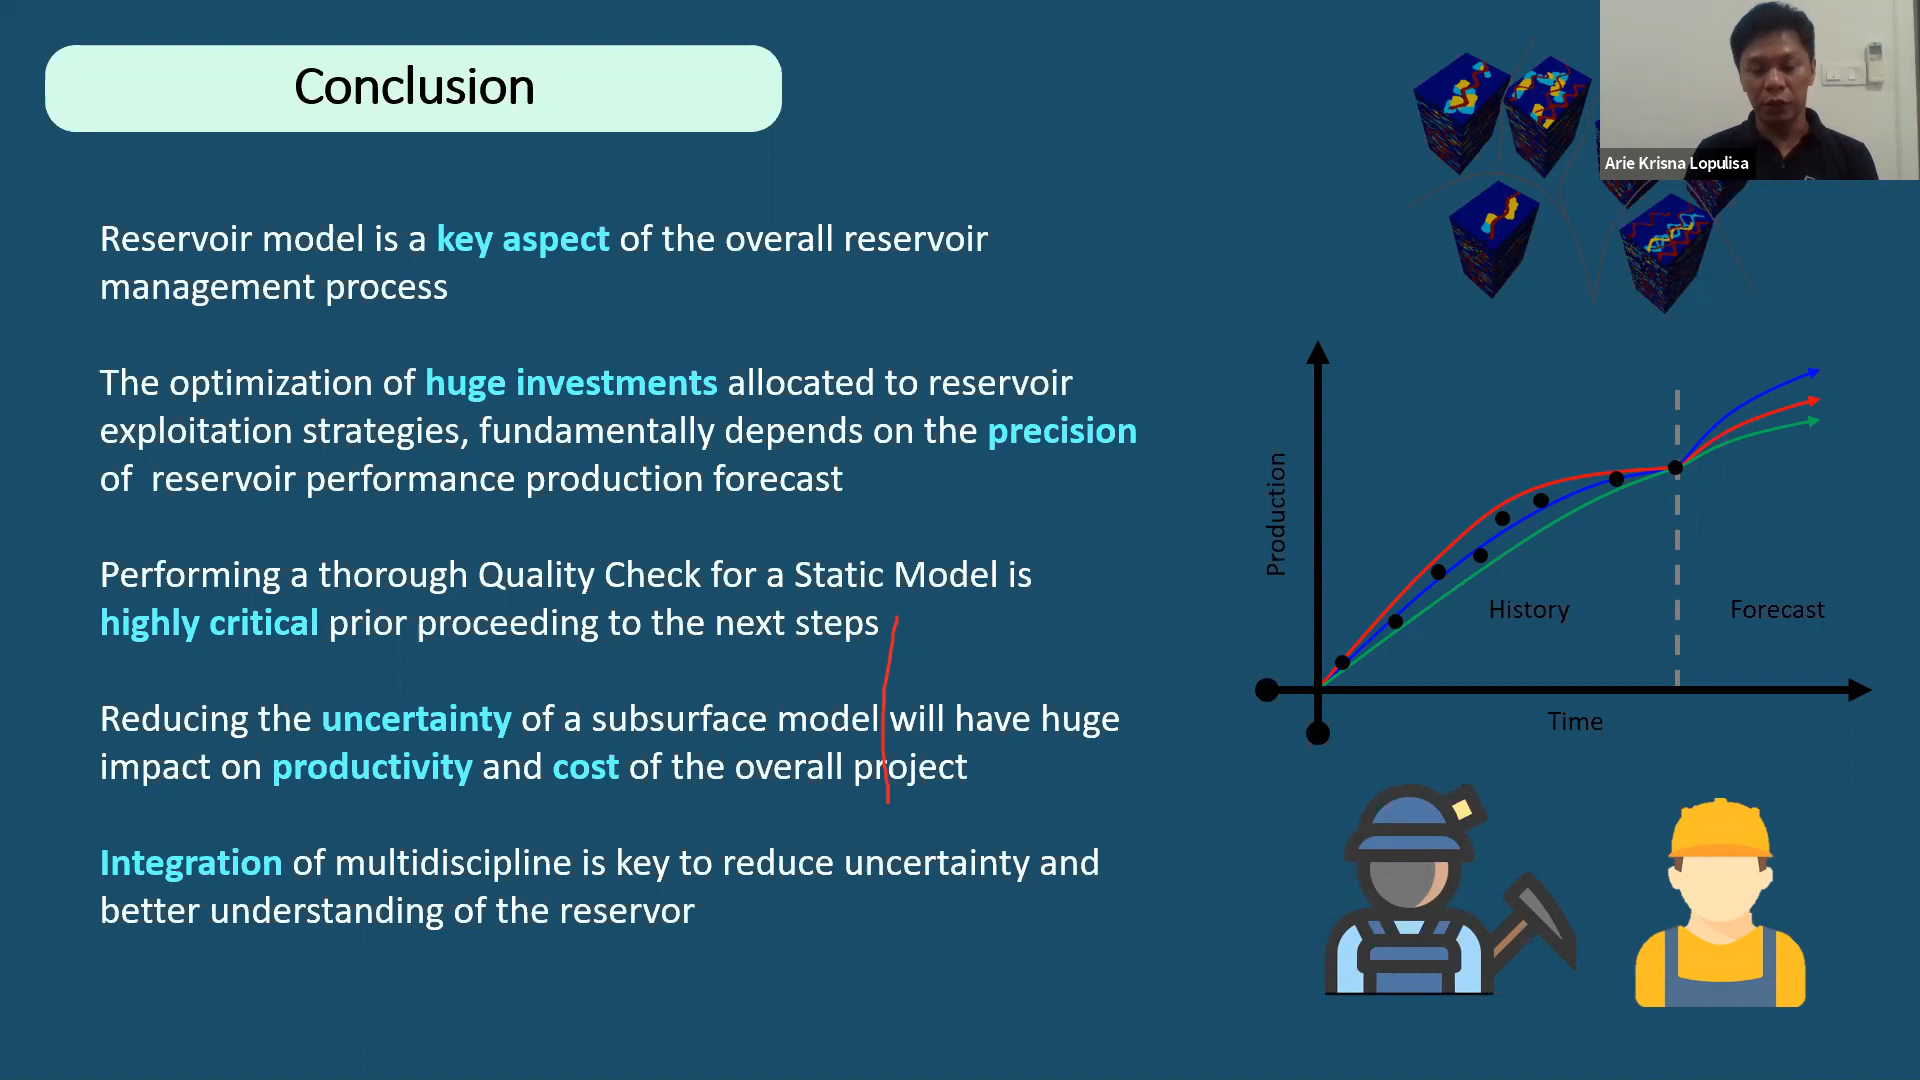 Conclusion
Arie Krisna Lopulisa
Reservoir model is a key aspect of the overall reservoir
management process
The optimization of huge investments allocated to reservoir
exploitation strategies, fundamentally depends on the precision
of  reservoir performance production forecast
Performing a thorough Quality Check for a Static Model is
highly critical prior proceeding to the next steps
Reducing the uncertainty of a subsurface model will have huge
impact on productivity and cost of the overall project
Integration of multidiscipline is key to reduce uncertainty and
better understanding of the reservor
Production
History
Forecast
Time